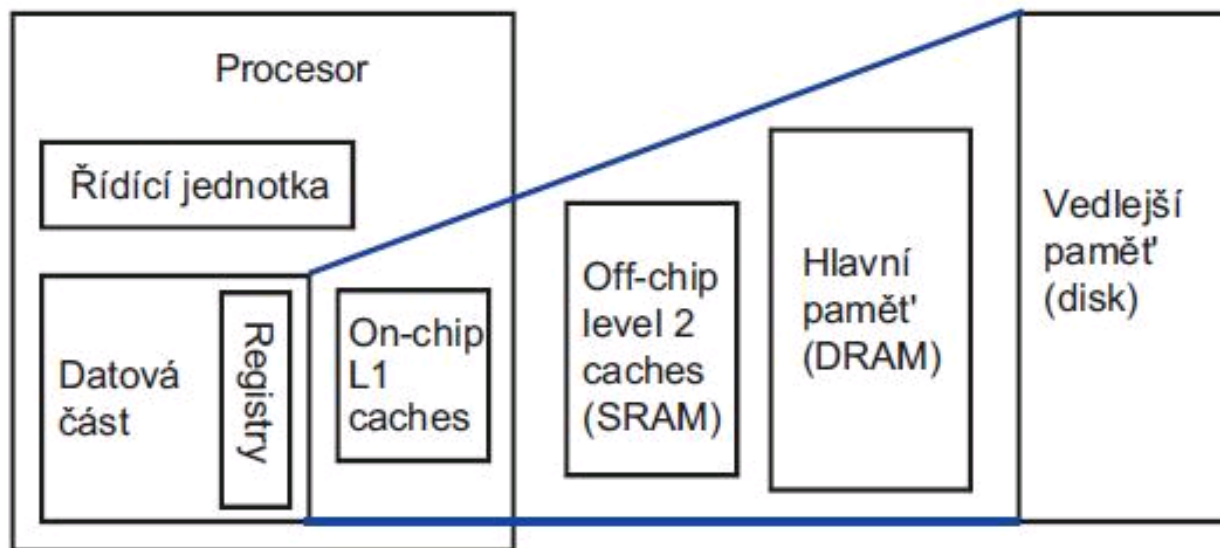 Procesor
Řídící jednotka
Datová
část
Registry
On-chip
L1
caches
Off-chip
level 2
caches
(SRAM)
Hlavní
paměť
(DRAM)
Vedlejší
paměť
(disk)